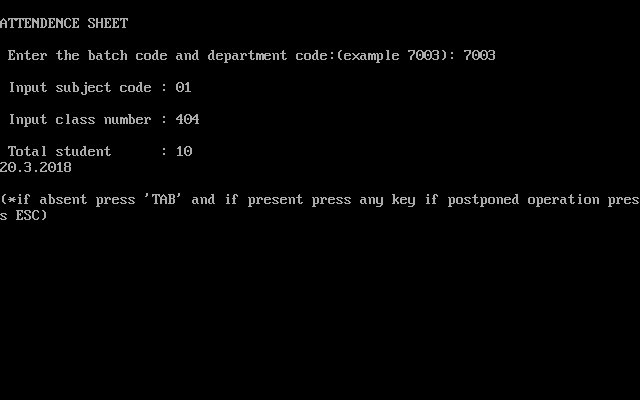 ATTENDENCE SHEET
Enter the batch code and department code:(example 7003): 7003
Input subject code : 01
Input class number : 404
Total student      : 10
20.3.2018
(*if absent press 'TAB' and if present press any key if postponed operation pres
s ESC)